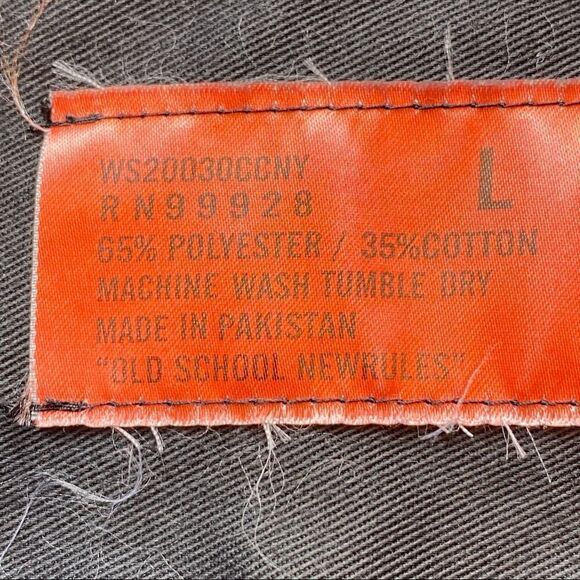 WS20030CCNY
L
RN99928
65% POLYESTER / 35%COTTON
MACHINE WASH TUMBLE DRY
MADE IN PAKISTAN
"OLD SCHOOL NEWRULES"